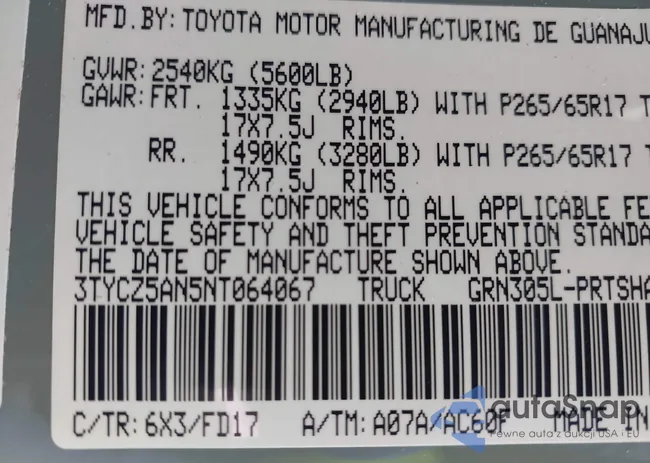 MFD.BY: TOYOTA MOTOR MANUFACTURING DE GUANAJU
GVWR: 2540KG (5600LB)
GAWR: FRT. 1335KG (2940LB) WITH P265/65R17 T
17X7.5J RIMS.
RR. 1490KG (3280LB) WITH P265/65R17 T
17X7.5J RIMS.
THIS VEHICLE CONFORMS TO ALL APPLICABLE FE
VEHICLE SAFETY AND THEFT PREVENTION STANDA
THE DATE OF MANUFACTURE SHOWN ABOVE.
3TYCZ5AN5NT064067 TRUCK GRN305L-PRTSHA
C/TR: 6X3/FD17 A/TM: A07A/AC60F MADE IN
autoSnap
Pewne auta z aukcji USA i EU